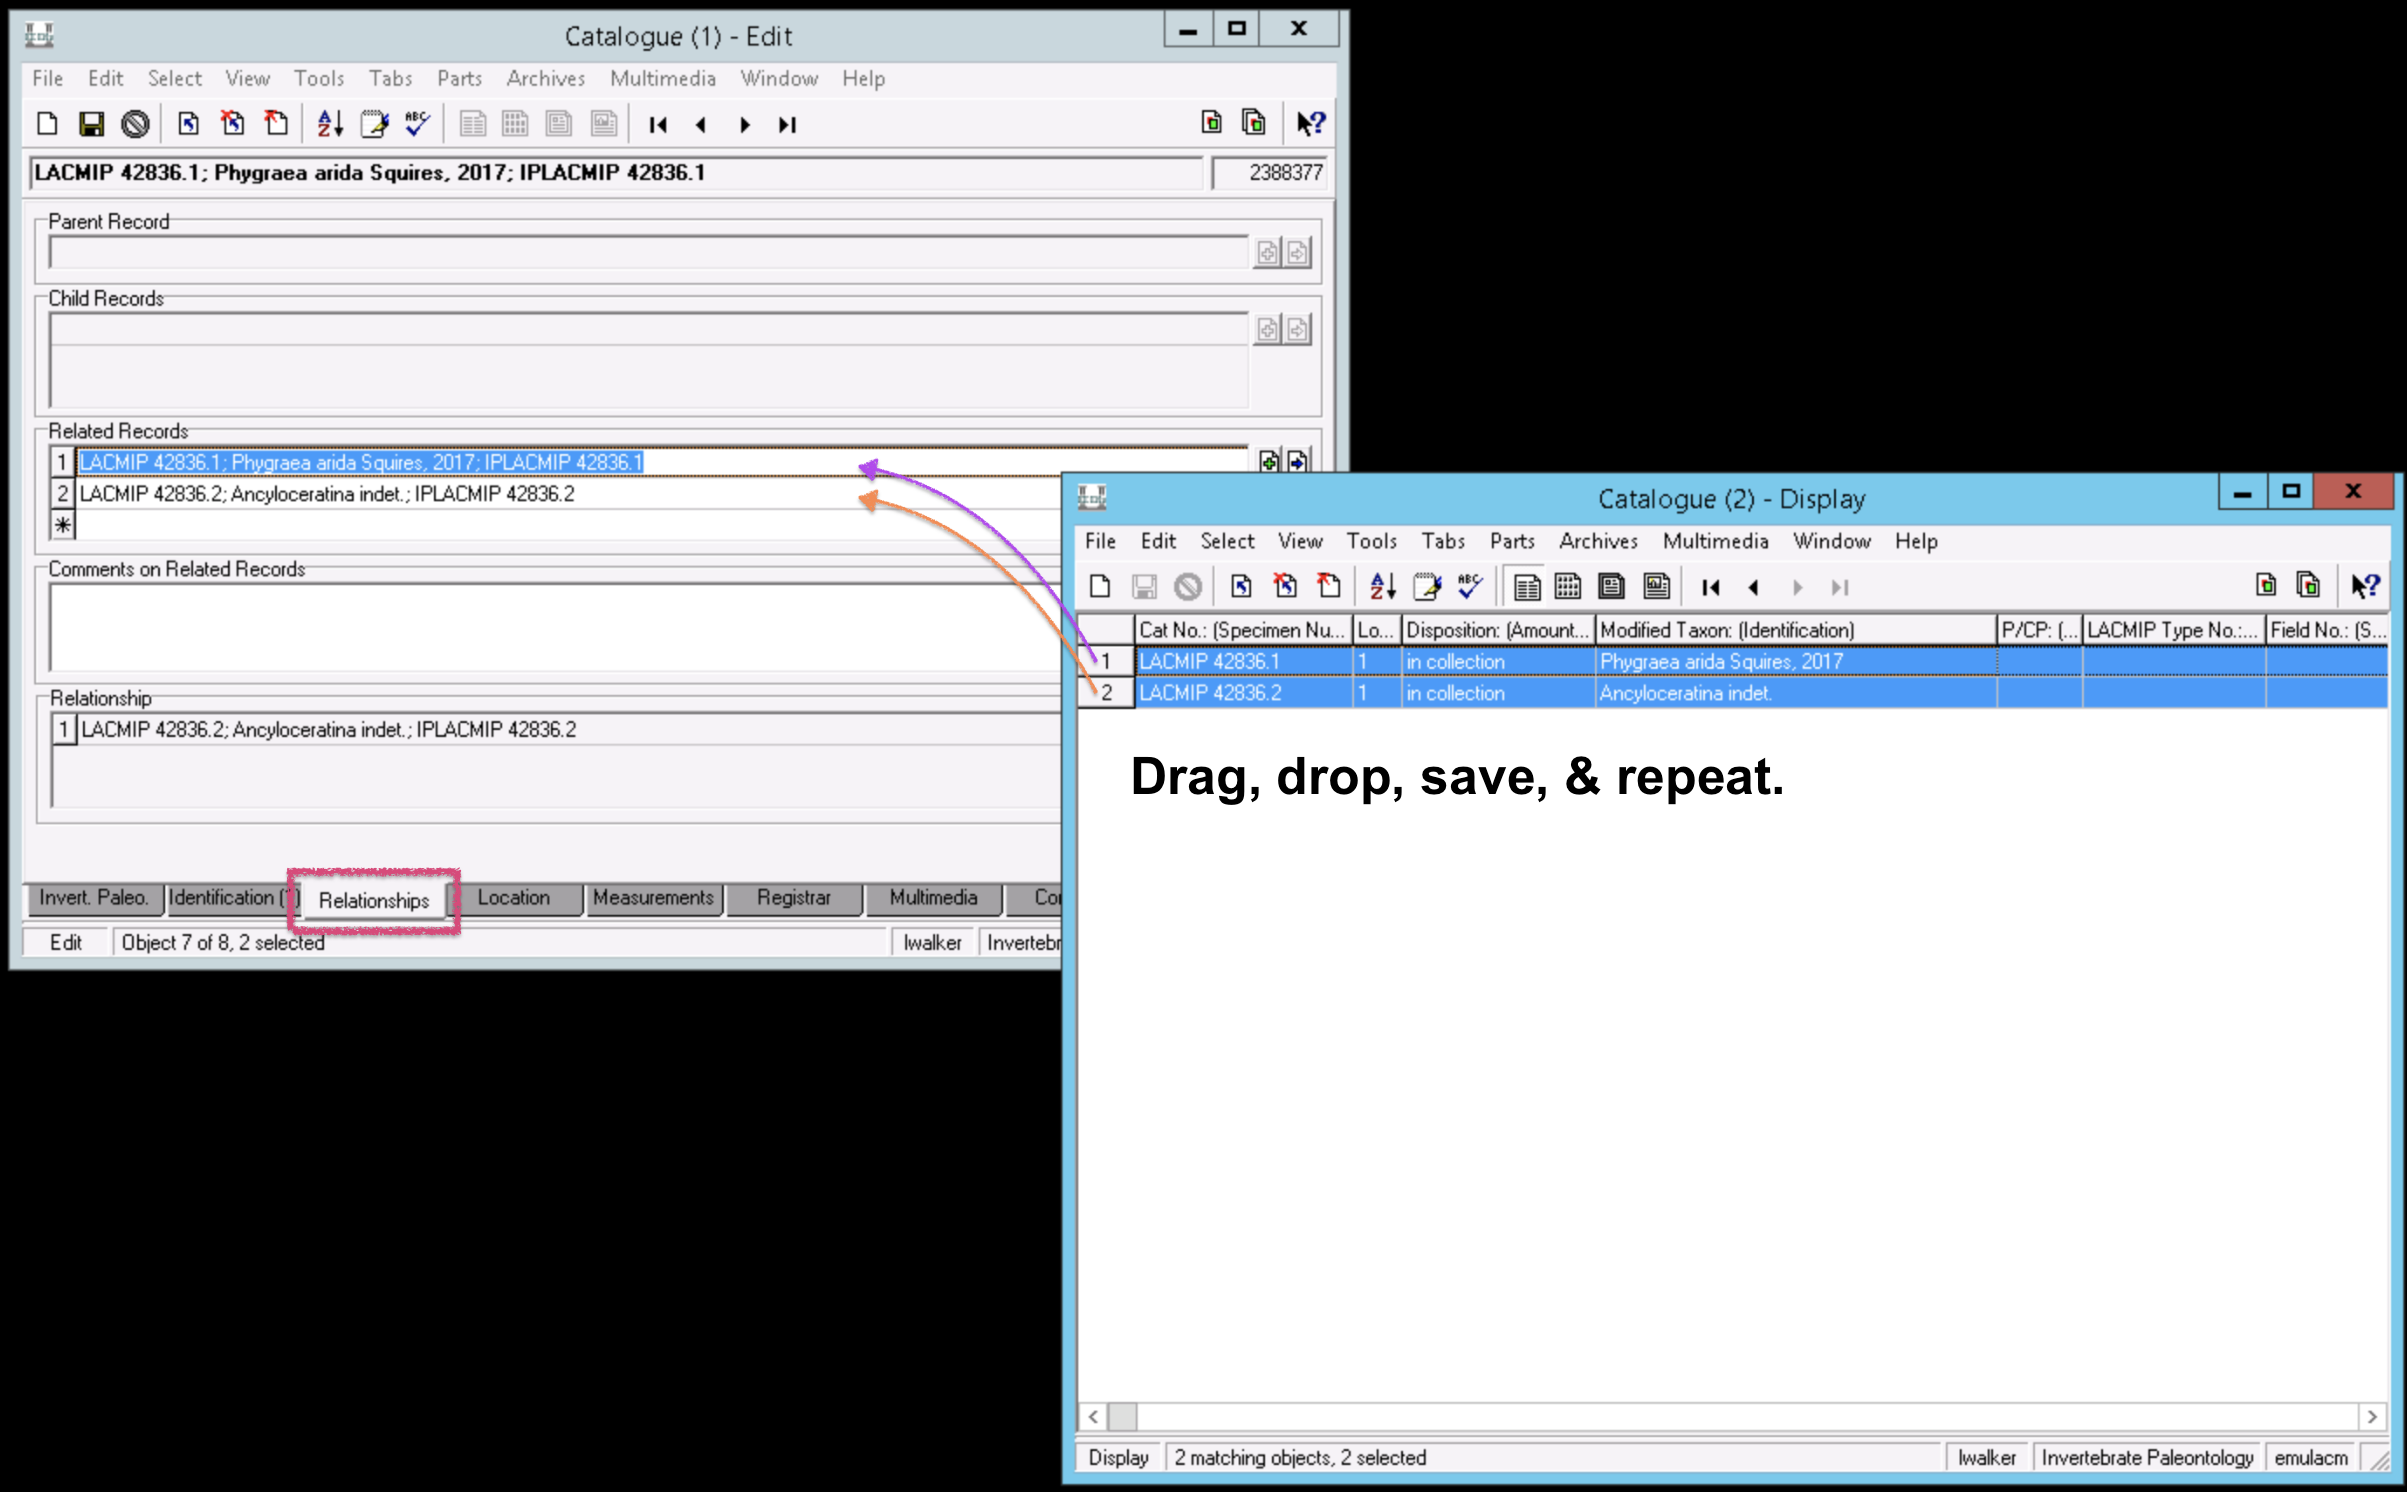 Catalogue (1) - Edit
File Edit Select View Tools Tabs Parts Archives Multimedia Window Help
LACMIP 42836.1; Phygraea arida Squires, 2017; IPLACMIP 42836.1 2388377
Parent Record
Child Records
Related Records
1 LACMIP 42836.1; Phygraea arida Squires, 2017; IPLACMIP 42836.1
2 LACMIP 42836.2; Ancyloceratina indet.; IPLACMIP 42836.2
Comments on Related Records
Relationship
1 LACMIP 42836.2; Ancyloceratina indet.; IPLACMIP 42836.2
Invert. Paleo. Identification ( Relationships Location Measurements Registrar Multimedia
Edit Object 7 of 8, 2 selected lwalker Invertebr
Catalogue (2) - Display
File Edit Select View Tools Tabs Parts Archives Multimedia Window Help
Cat No.: (Specimen Nu... Lo... Disposition: (Amount... Modified Taxon: (Identification) P/CP: (... LACMIP Type No.:... Field No.: (S...
1 LACMIP 42836.1 1 in collection Phygraea arida Squires, 2017
2 LACMIP 42836.2 1 in collection Ancyloceratina indet.
Drag, drop, save, & repeat.
Display 2 matching objects, 2 selected lwalker Invertebrate Paleontology emulacm